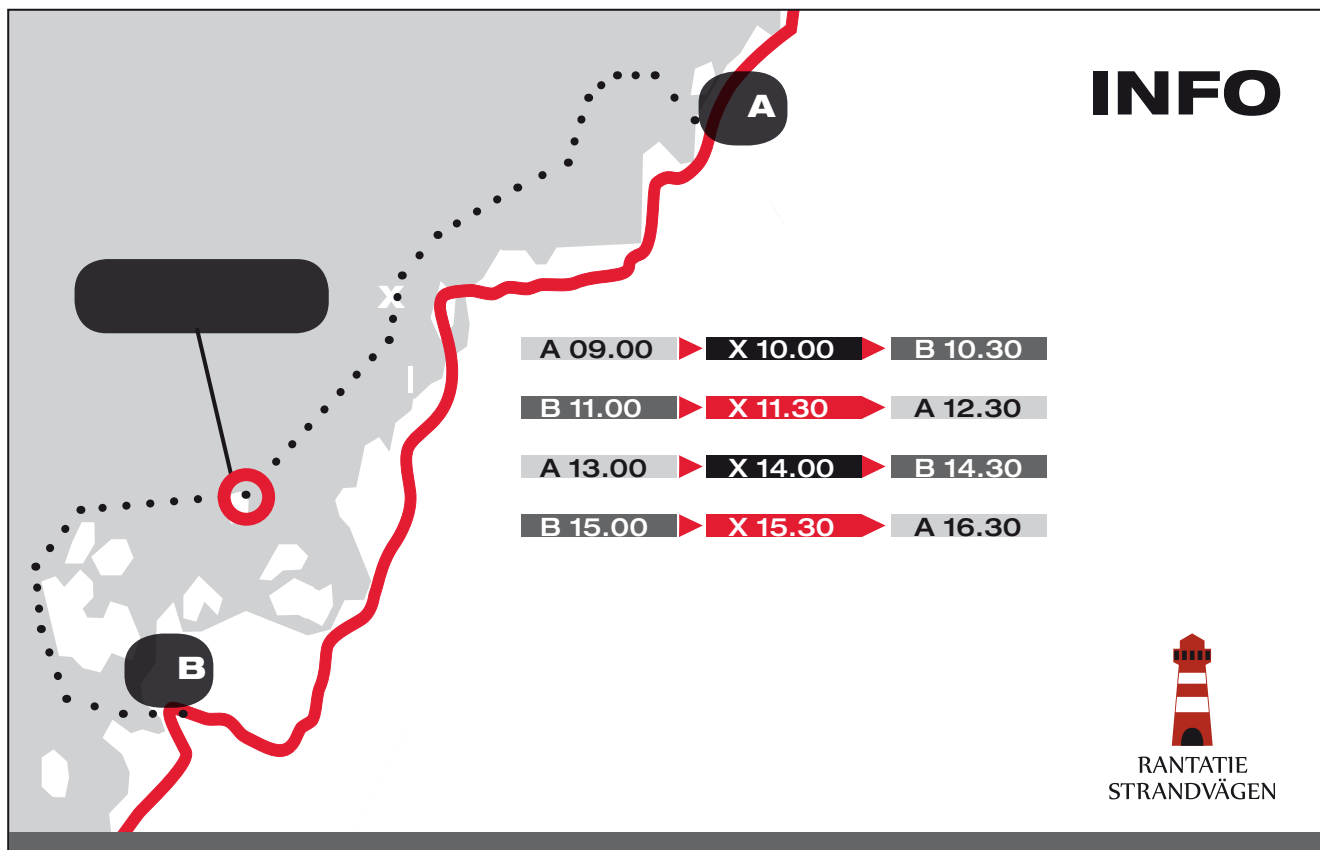 INFO
A
X
B
A 09.00 X 10.00 B 10.30
B 11.00 X 11.30 A 12.30
A 13.00 X 14.00 B 14.30
B 15.00 X 15.30 A 16.30
RANTATIE
STRANDVÄGEN